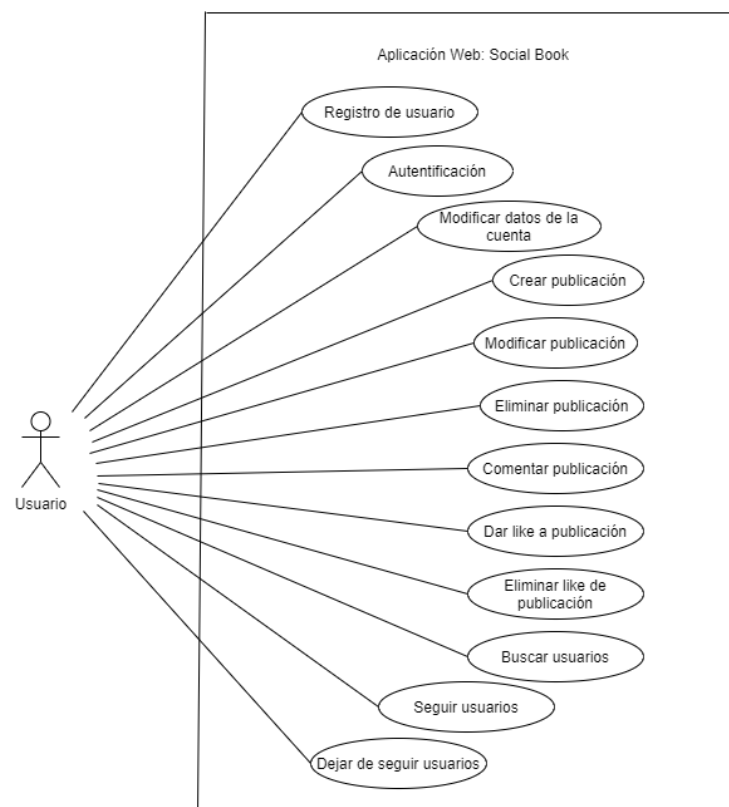 Aplicación Web: Social Book
Registro de usuario
Autentificación
Modificar datos de la
cuenta
Crear publicación
Modificar publicación
Eliminar publicación
Comentar publicación
Dar like a publicación
Eliminar like de
publicación
Buscar usuarios
Seguir usuarios
Dejar de seguir usuarios
Usuario